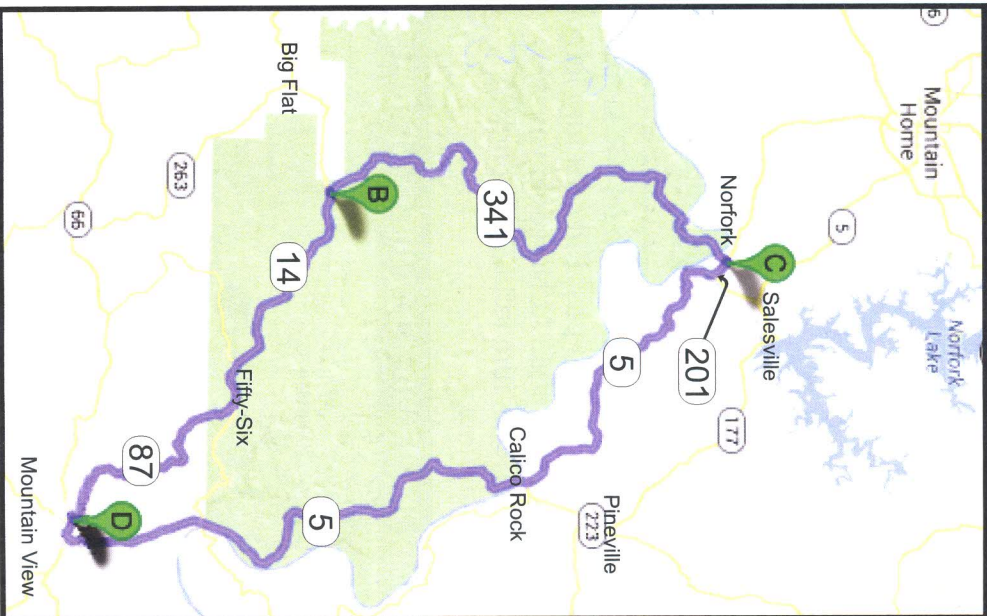 Norfork
Lake
Mountain
Home
5
C
Salesville
177
Norfork
201
5
Pineville
223
Calico Rock
341
B
5
Big Flat
14
Fifty-Six
263
87
D
66
Mountain View